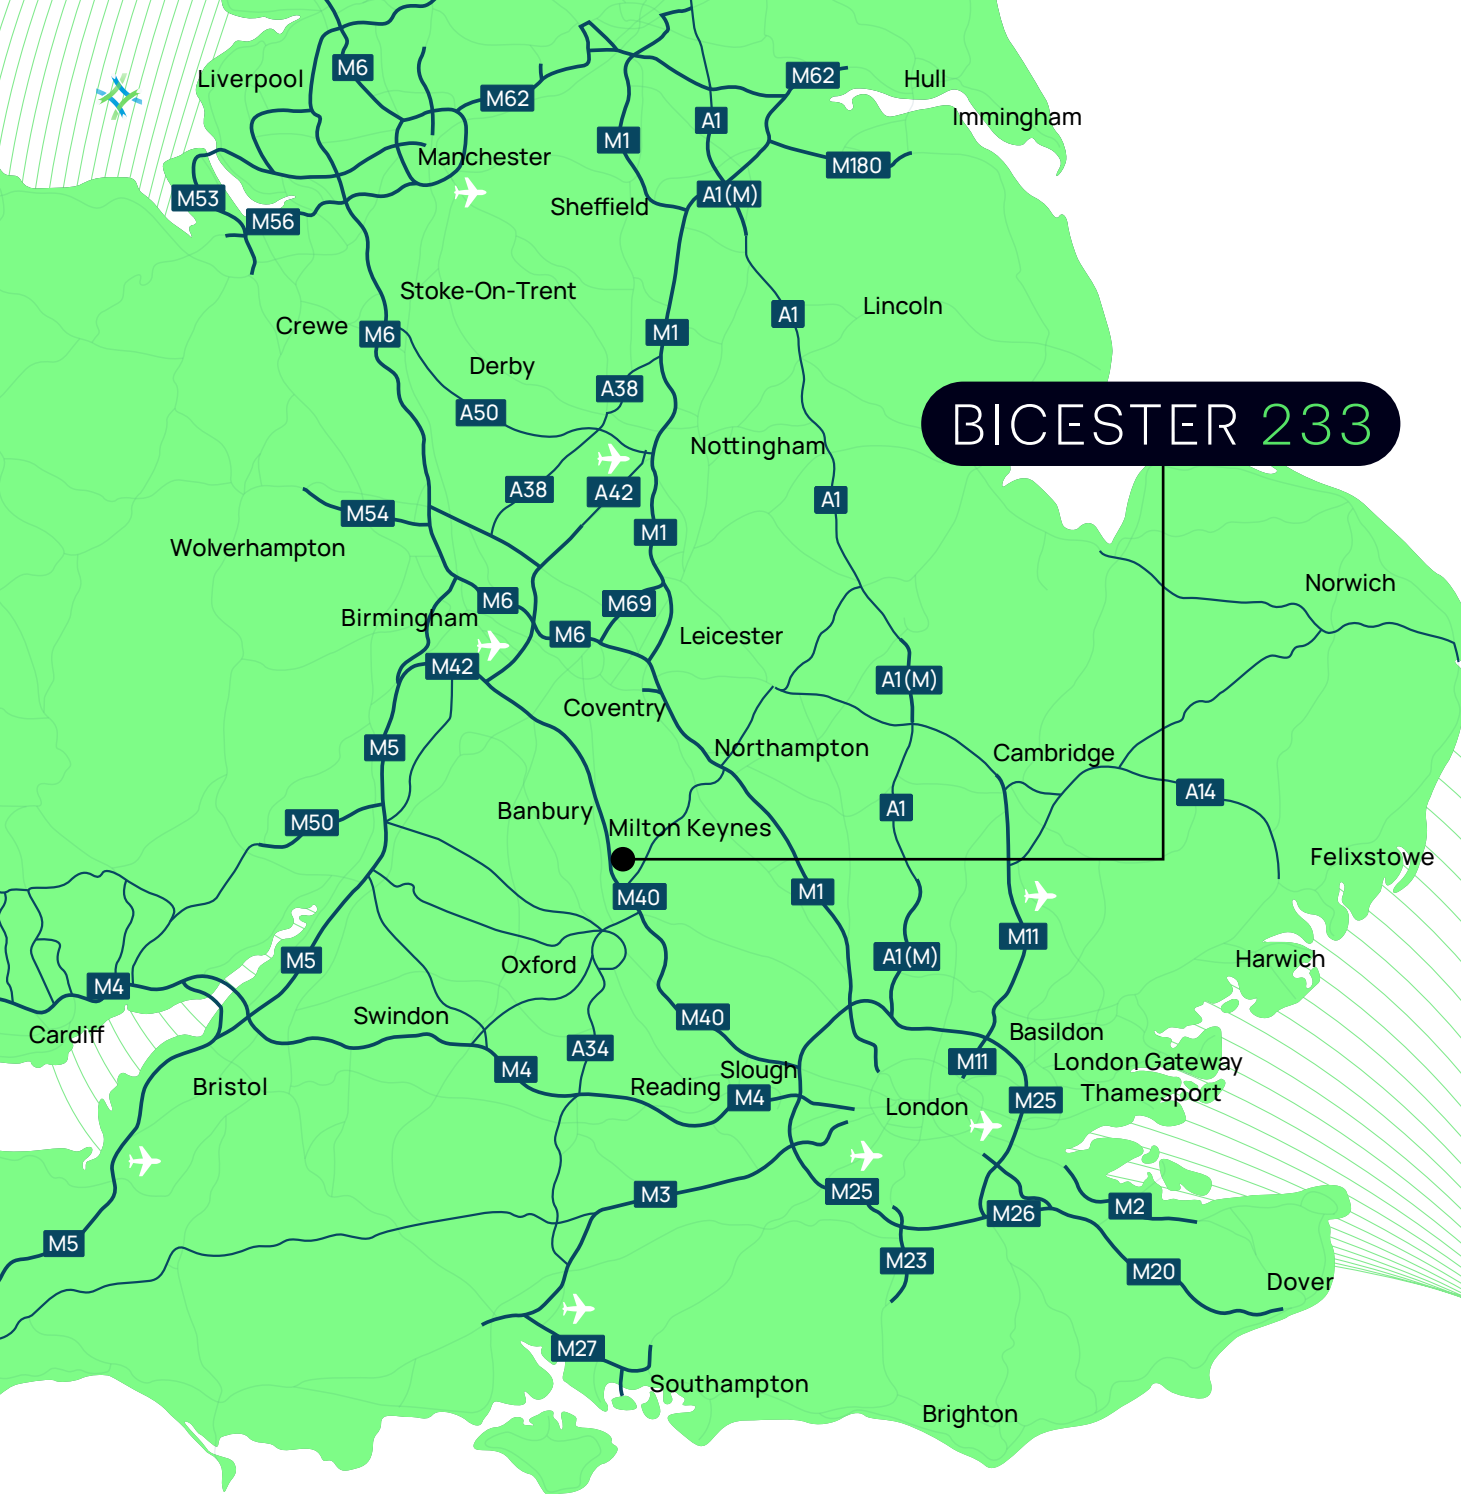 M6
Liverpool
M62
Hull
M62
A1
Immingham
M1
Manchester
M180
M53
A1(M)
Sheffield
M56
Stoke-On-Trent
Lincoln
A1
Crewe
M6
M1
Derby
A38
A50
BICESTER 233
Nottingham
A38
A42
A1
M54
M1
Wolverhampton
Norwich
M6
M69
Birmingham
M6
Leicester
M42
A1(M)
Coventry
M5
Northampton
Cambridge
A14
Banbury
A1
M50
Milton Keynes
Felixstowe
M40
M1
M11
M5
Oxford
A1(M)
Harwich
M4
Swindon
M40
Cardiff
Basildon
A34
M4
Slough
M11
London Gateway
Bristol
Reading
M4
London
M25
Thamesport
M3
M25
M26
M2
M5
M23
M20
Dover
M27
Southampton
Brighton